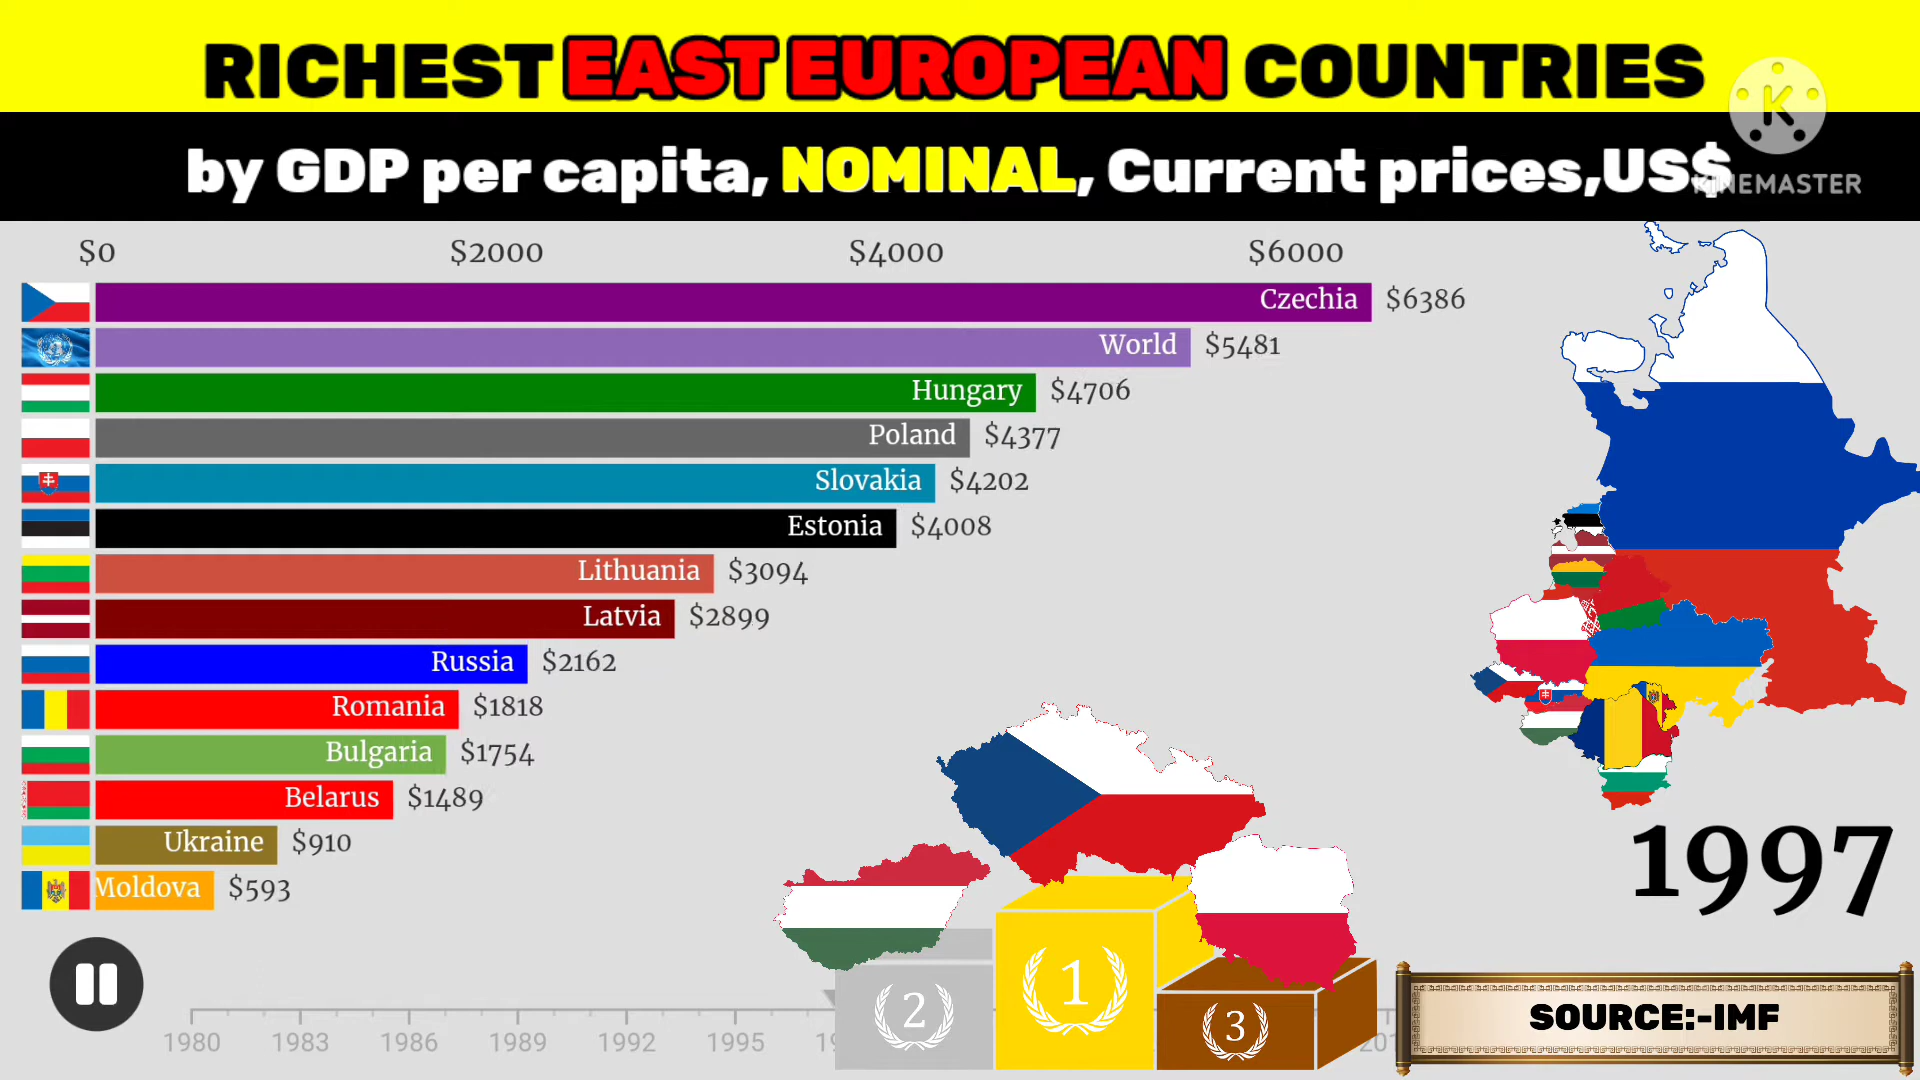 RICHEST EAST EUROPEAN COUNTRIES
K
by GDP per capita, NOMINAL, Current prices,US$
KINEMASTER
$0 $2000 $4000 $6000
Czechia $6386
World $5481
Hungary $4706
Poland $4377
Slovakia $4202
Estonia $4008
Lithuania $3094
Latvia $2899
Russia $2162
Romania $1818
Bulgaria $1754
Belarus $1489
Ukraine $910
Moldova $593
1997
1
2
3
SOURCE:-IMF
1980 1983 1986 1989 1992 1995